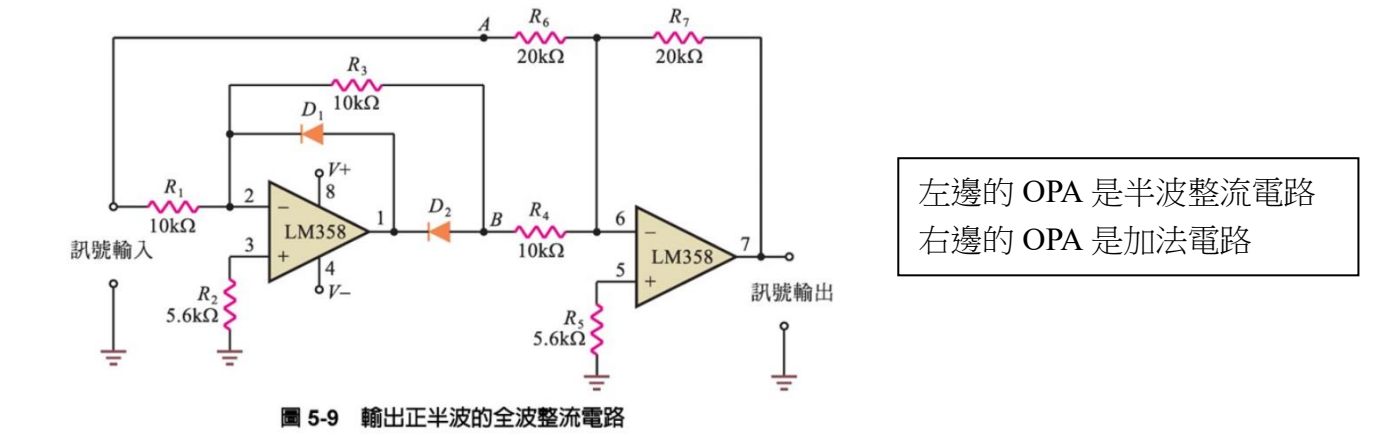 A
R6
20kΩ
R7
20kΩ
R3
10kΩ
D1
V+
8
R1
10kΩ
2
−
LM358
1
D2
B
R4
10kΩ
6
−
LM358
7
訊號輸入
3
+
4
V−
R2
5.6kΩ
5
+
R5
5.6kΩ
訊號輸出
圖 5-9 輸出正半波的全波整流電路
左邊的 OPA 是半波整流電路
右邊的 OPA 是加法電路